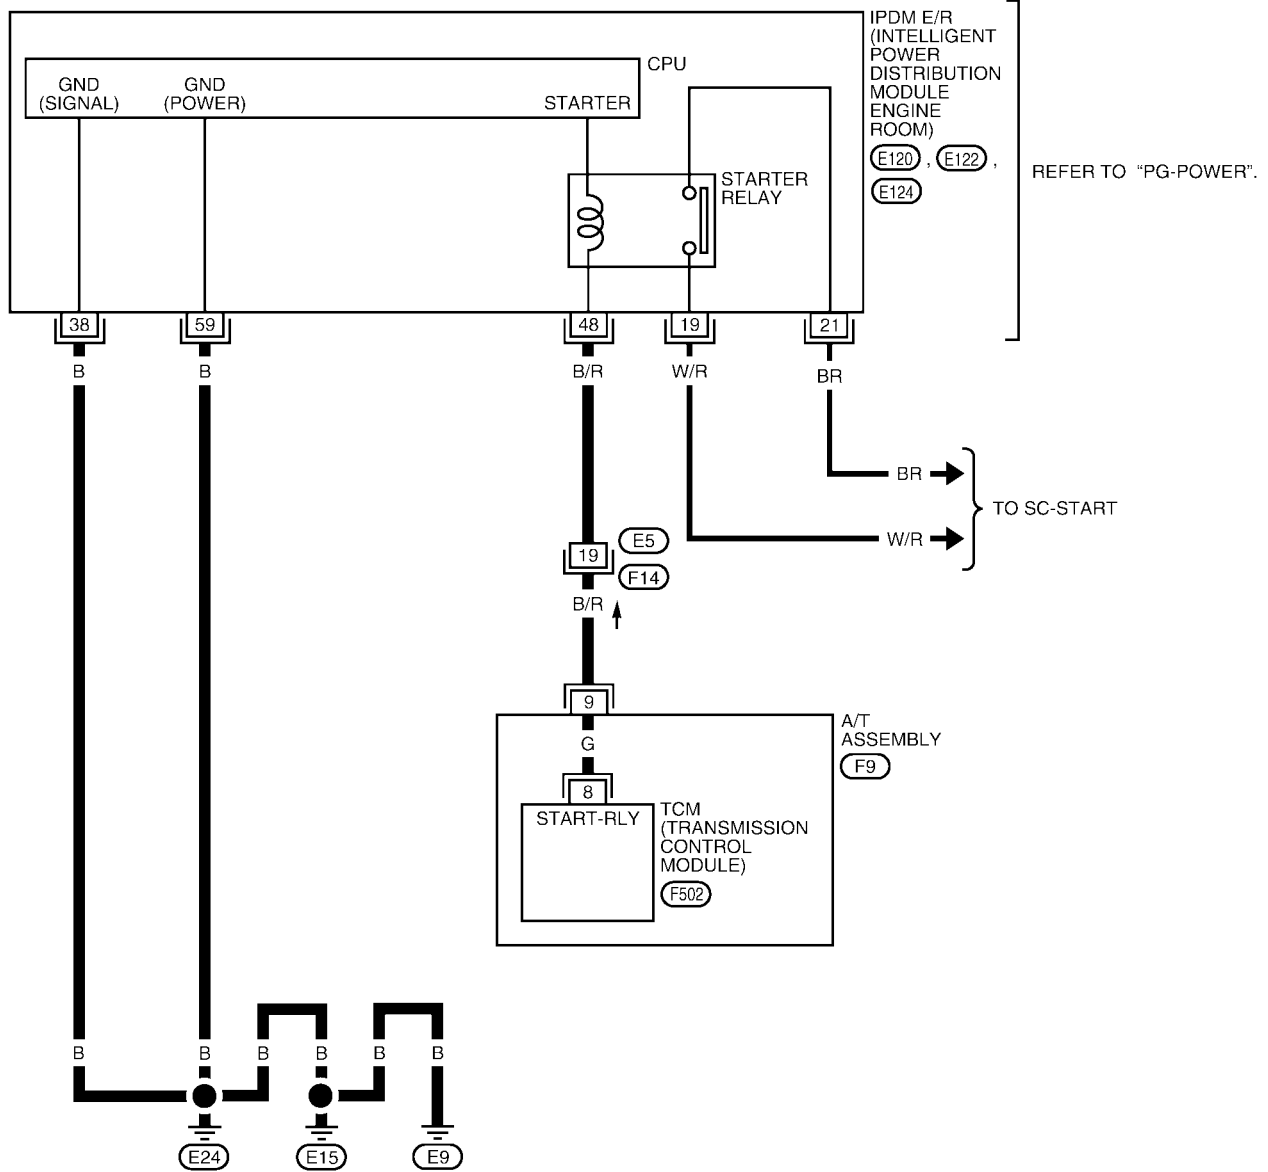 IPDM E/R
(INTELLIGENT
POWER
DISTRIBUTION
MODULE
ENGINE
ROOM)
E120 , E122 ,
E124
REFER TO “PG-POWER”.
CPU
GND
(SIGNAL)
GND
(POWER)
STARTER
STARTER
RELAY
38
59
48
19
21
B
B
B/R
W/R
BR
BR
TO SC-START
W/R
19
E5
F14
B/R
9
A/T
ASSEMBLY
F9
G
8
START-RLY
TCM
(TRANSMISSION
CONTROL
MODULE)
F502
B
B
B
B
B
B
E24
E15
E9